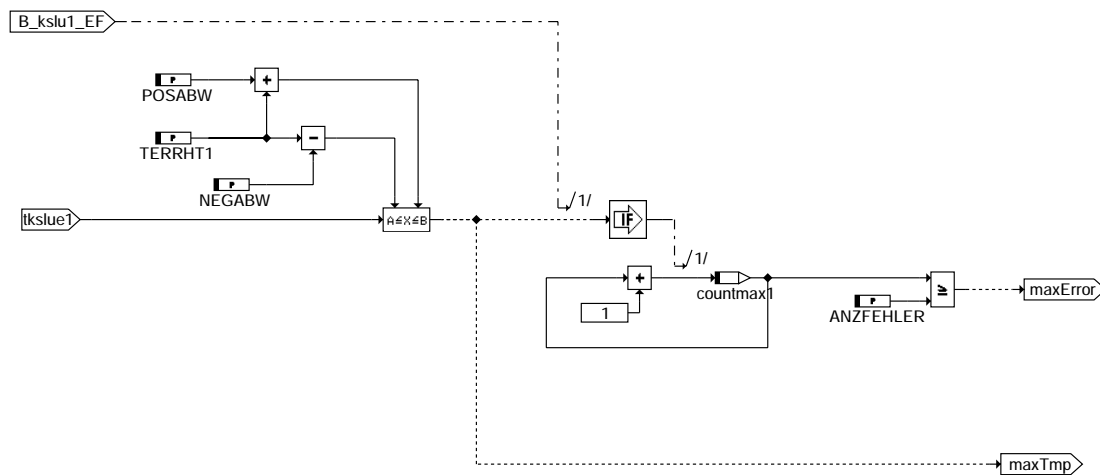 B_kslu1_EF
P
POSABW
+
P
TERRHT1
-
P
NEGABW
tkslue1
A≤X≤B
/1/
IF
/1/
+
countmax1
1
P
ANZFEHLER
≥
maxError
maxTmp